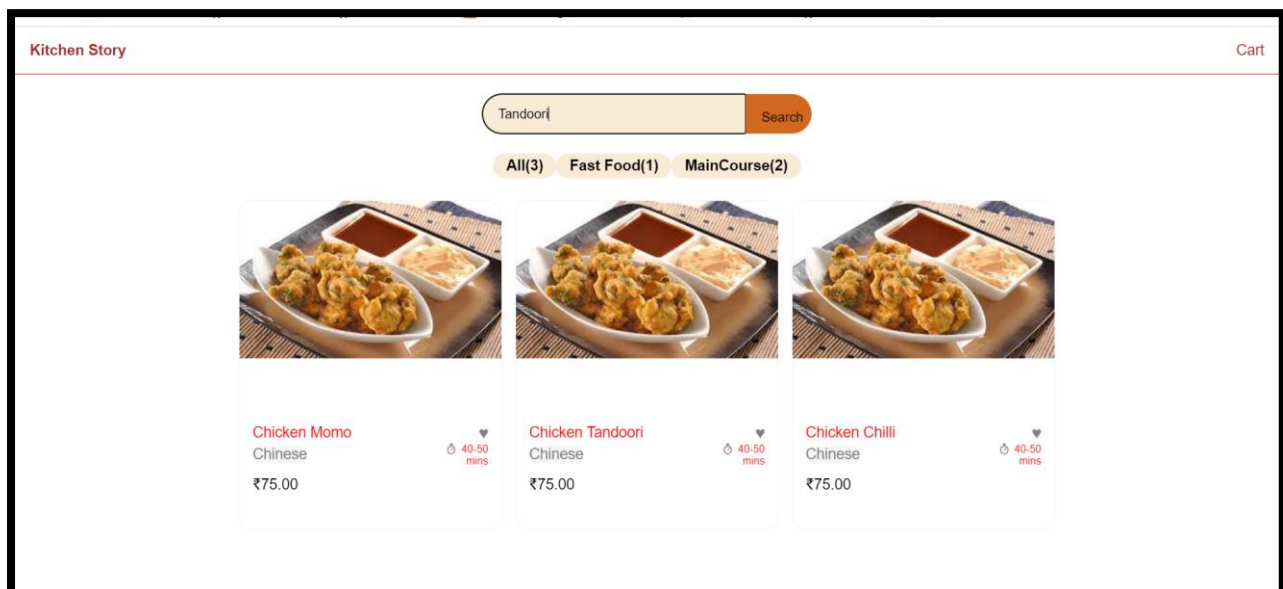 Kitchen Story
Cart
Tandoori
Search
All(3) Fast Food(1) MainCourse(2)
Chicken Momo
Chinese
40-50
mins
₹75.00
Chicken Tandoori
Chinese
40-50
mins
₹75.00
Chicken Chilli
Chinese
40-50
mins
₹75.00